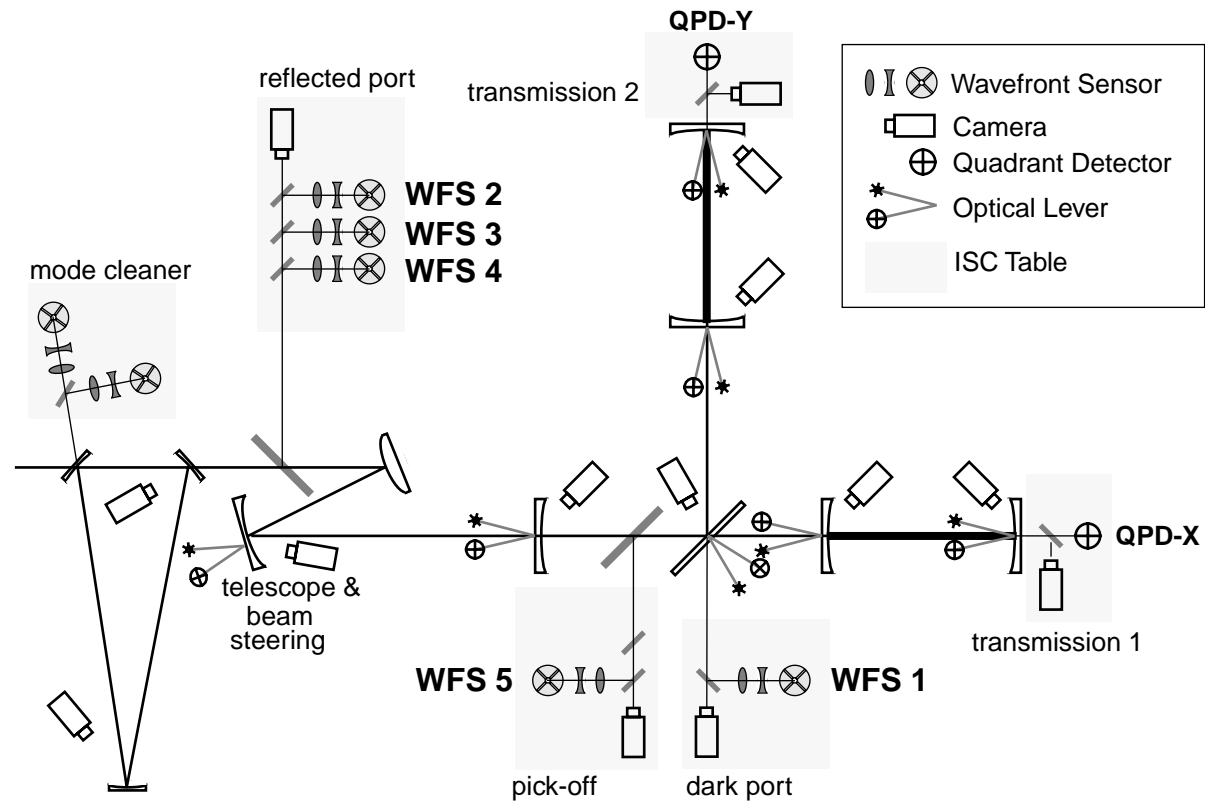 QPD-Y
transmission 2
reflected port
WFS 2
WFS 3
WFS 4
mode cleaner
Wavefront Sensor
Camera
Quadrant Detector
Optical Lever
ISC Table
telescope &
beam
steering
QPD-X
transmission 1
WFS 5
WFS 1
pick-off
dark port